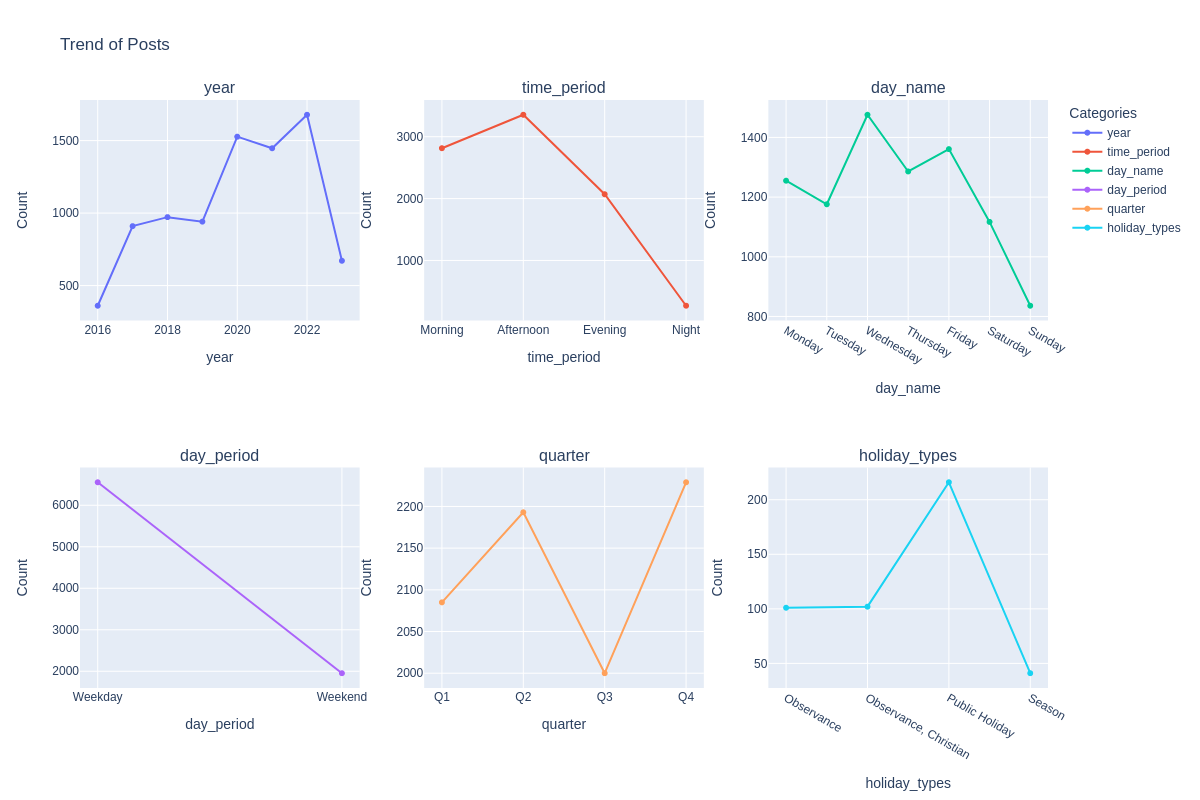 Trend of Posts
year
1500
1000
500
2016 2018 2020 2022
Count
year
time_period
3000
2000
1000
Morning Afternoon Evening Night
Count
time_period
day_name
1400
1200
1000
800
Monday Tuesday Wednesday Thursday Friday Saturday Sunday
Count
day_name
Categories
year
time_period
day_name
day_period
quarter
holiday_types
day_period
6000
5000
4000
3000
2000
Weekday Weekend
Count
day_period
quarter
2200
2150
2100
2050
2000
Q1 Q2 Q3 Q4
Count
quarter
holiday_types
200
150
100
50
Observance Observance, Christian Public Holiday Season
Count
holiday_types